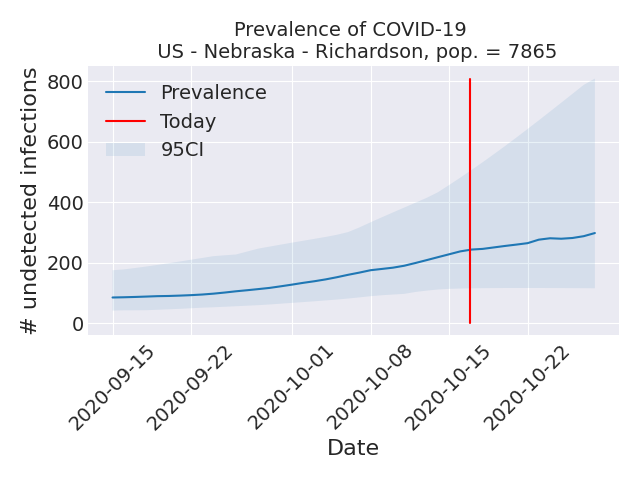 Prevalence of COVID-19
US - Nebraska - Richardson, pop. = 7865
# undetected infections
800
600
400
200
0
Prevalence
Today
95CI
2020-09-15
2020-09-22
2020-10-01
2020-10-08
2020-10-15
2020-10-22
Date